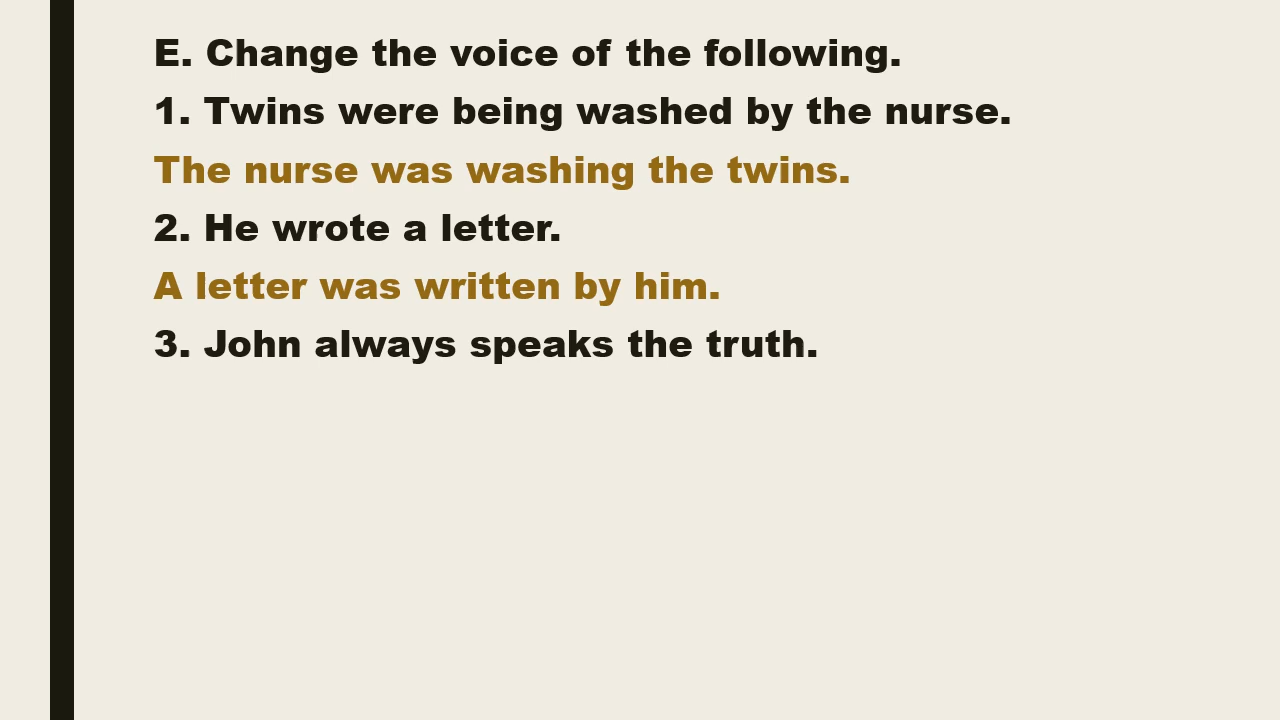 E. Change the voice of the following.
1. Twins were being washed by the nurse.
The nurse was washing the twins.
2. He wrote a letter.
A letter was written by him.
3. John always speaks the truth.